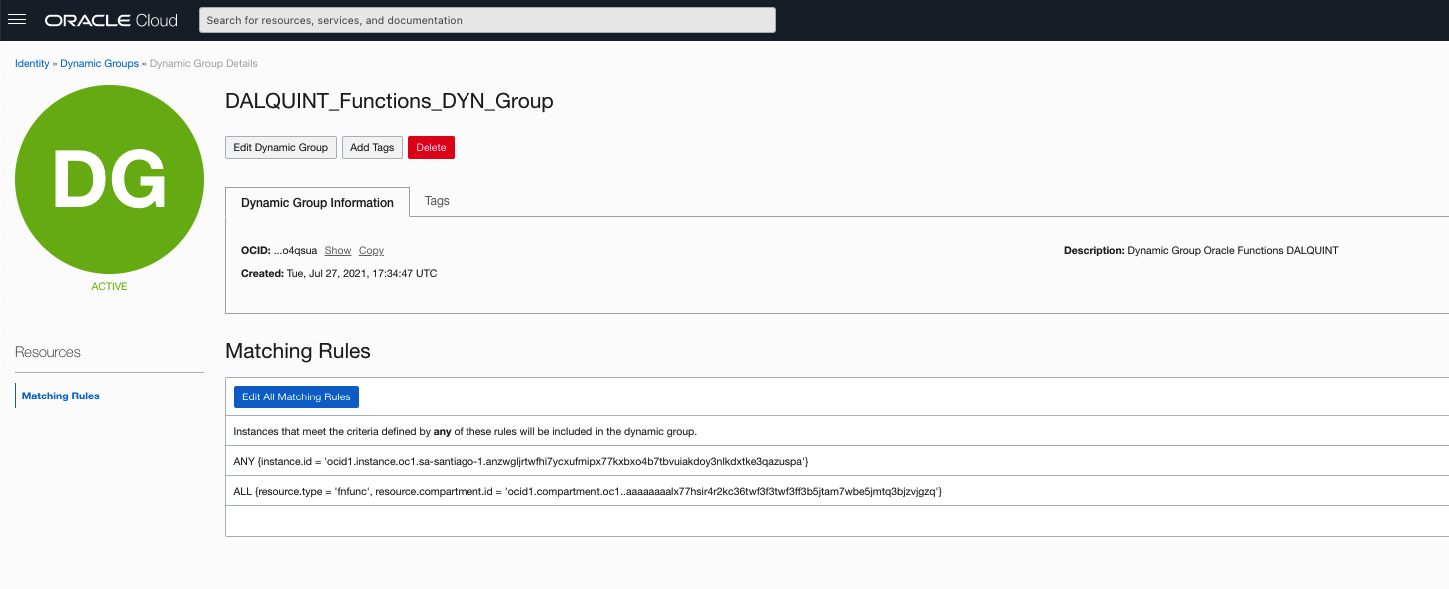 ORACLE Cloud
Search for resources, services, and documentation
Identity » Dynamic Groups » Dynamic Group Details
DG
ACTIVE
DALQUINT_Functions_DYN_Group
Edit Dynamic Group Add Tags Delete
Dynamic Group Information Tags
OCID: ...o4qsua Show Copy
Description: Dynamic Group Oracle Functions DALQUINT
Created: Tue, Jul 27, 2021, 17:34:47 UTC
Resources
Matching Rules
Matching Rules
Edit All Matching Rules
Instances that meet the criteria defined by any of these rules will be included in the dynamic group.
ANY {instance.id = 'ocid1.instance.oc1.sa-santiago-1.anzwgljrtwfhi7ycxufmipx77kxbxo4b7tbvuiakdoy3nlkdxtke3qazuspa'}
ALL {resource.type = 'fnfunc', resource.compartment.id = 'ocid1.compartment.oc1..aaaaaaaalx77hsir4r2kc36twf3f3twf3ff3b5jtam7wbe5jmtq3bjzvjgzq'}